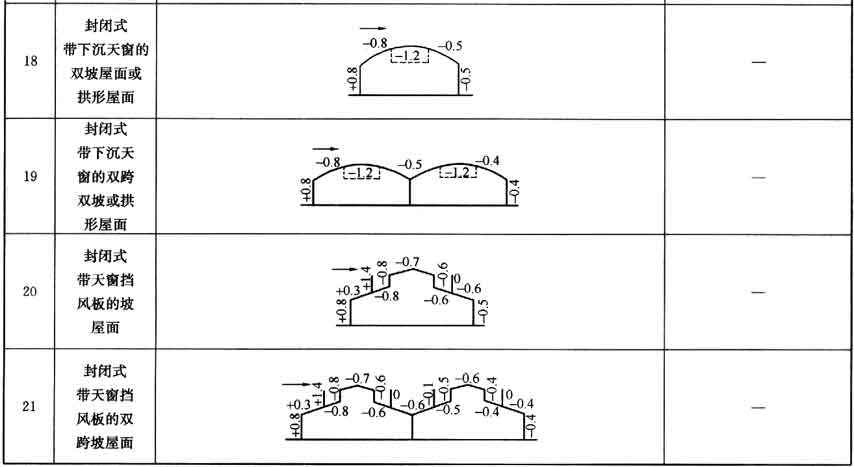 18
封闭式
带下沉天窗的
双坡屋面或
拱形屋面
-0.8
-0.5
-1.2
+0.8
-0.5
—
19
封闭式
带下沉天
窗的双跨
双坡或拱
形屋面
-0.8
-0.5
-0.4
-1.2
-1.2
+0.8
-0.4
—
20
封闭式
带天窗挡
风板的坡
屋面
-0.7
+1.4
-0.8
-0.6
0
+0.3
-0.8
-0.6
-0.6
+0.8
-0.5
—
21
封闭式
带天窗挡
风板的双
跨坡屋面
-0.7
-0.6
+1.4
-0.8
-0.6
0
-0.1
-0.5
-0.4
0
+0.3
-0.8
-0.6
-0.6
-0.5
-0.4
-0.4
+0.8
-0.4
—